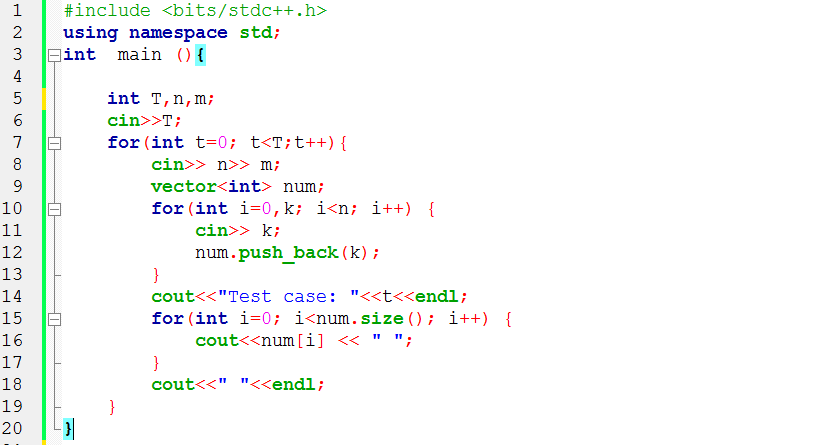 1 #include <bits/stdc++.h>
2 using namespace std;
3 int  main (){
4
5 int T,n,m;
6 cin>>T;
7 for(int t=0; t<T;t++){
8 cin>> n>> m;
9 vector<int> num;
10 for(int i=0,k; i<n; i++) {
11 cin>> k;
12 num.push_back(k);
13 }
14 cout<<"Test case: "<<t<<endl;
15 for(int i=0; i<num.size(); i++) {
16 cout<<num[i] << " ";
17 }
18 cout<<" "<<endl;
19 }
20 }